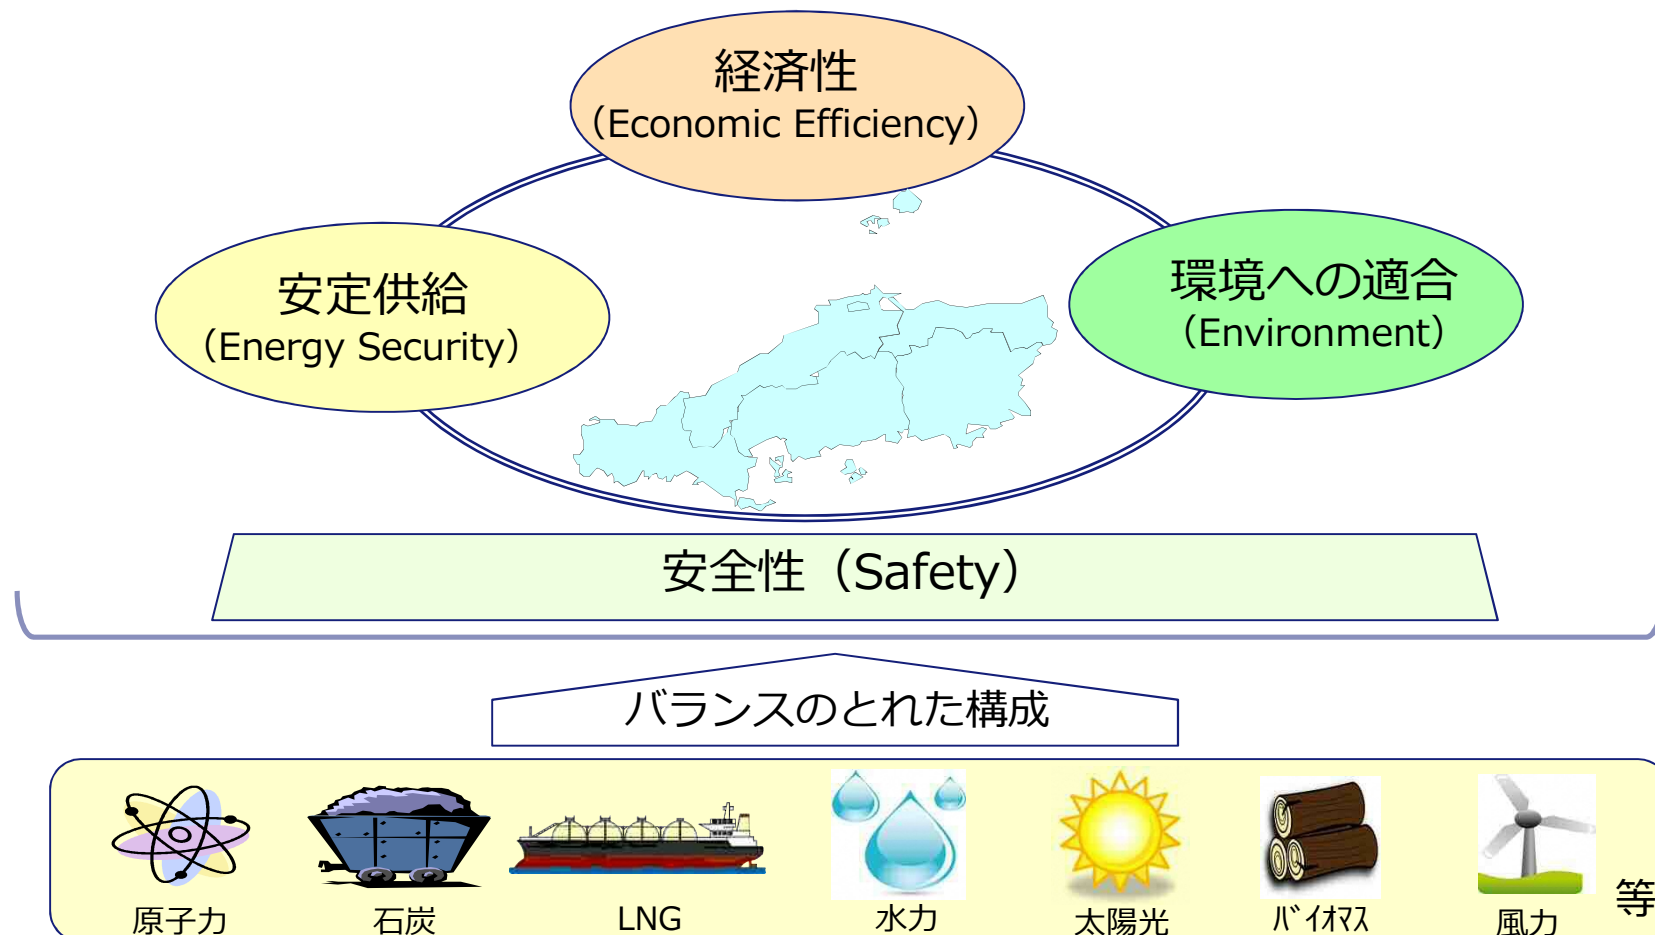 経済性
（Economic Efficiency）
安定供給
（Energy Security）
環境への適合
（Environment）
安全性（Safety）
バランスのとれた構成
原子力
石炭
LNG
水力
太陽光
ﾊﾞｲｵﾏｽ
風力
等